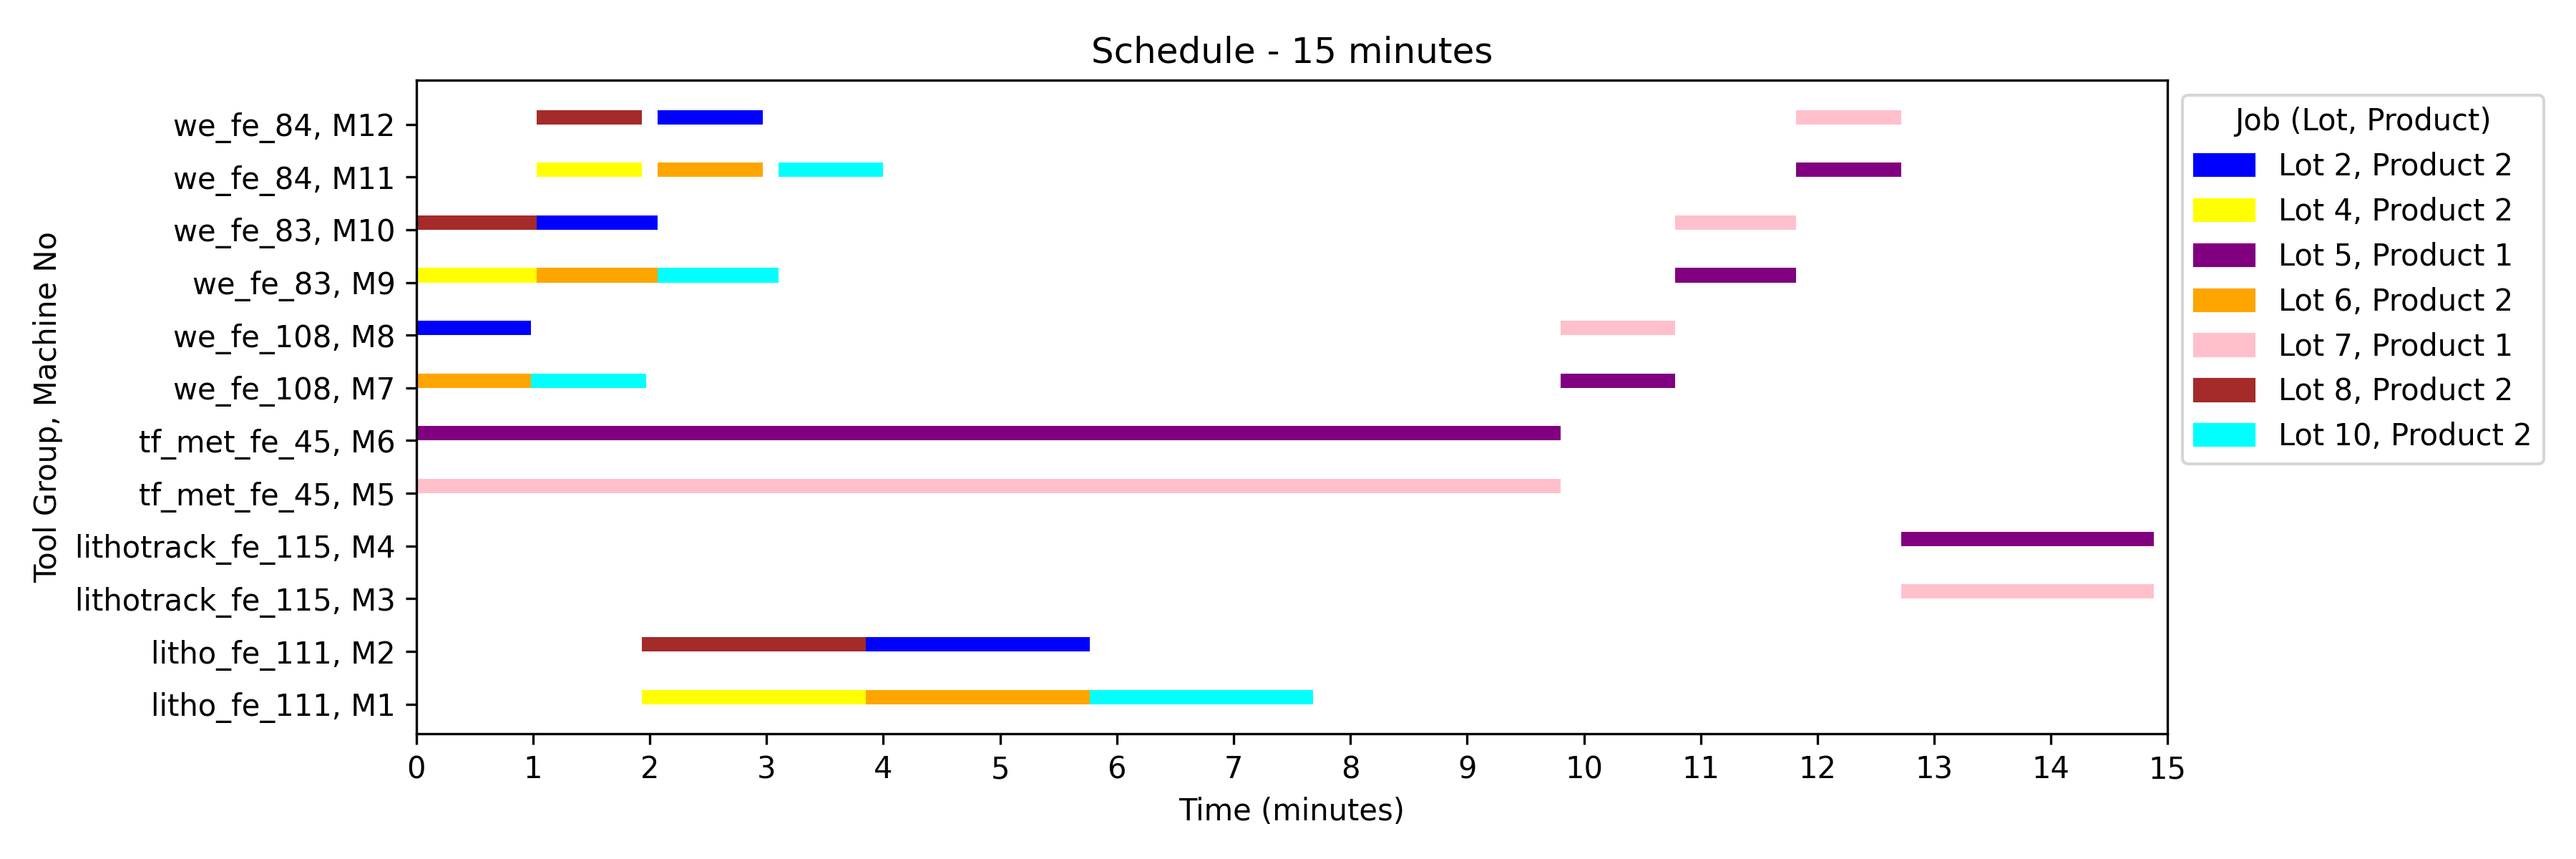 Schedule - 15 minutes
Tool Group, Machine No
we_fe_84, M12
we_fe_84, M11
we_fe_83, M10
we_fe_83, M9
we_fe_108, M8
we_fe_108, M7
tf_met_fe_45, M6
tf_met_fe_45, M5
lithotrack_fe_115, M4
lithotrack_fe_115, M3
litho_fe_111, M2
litho_fe_111, M1
0 1 2 3 4 5 6 7 8 9 10 11 12 13 14 15
Time (minutes)
Job (Lot, Product)
Lot 2, Product 2
Lot 4, Product 2
Lot 5, Product 1
Lot 6, Product 2
Lot 7, Product 1
Lot 8, Product 2
Lot 10, Product 2